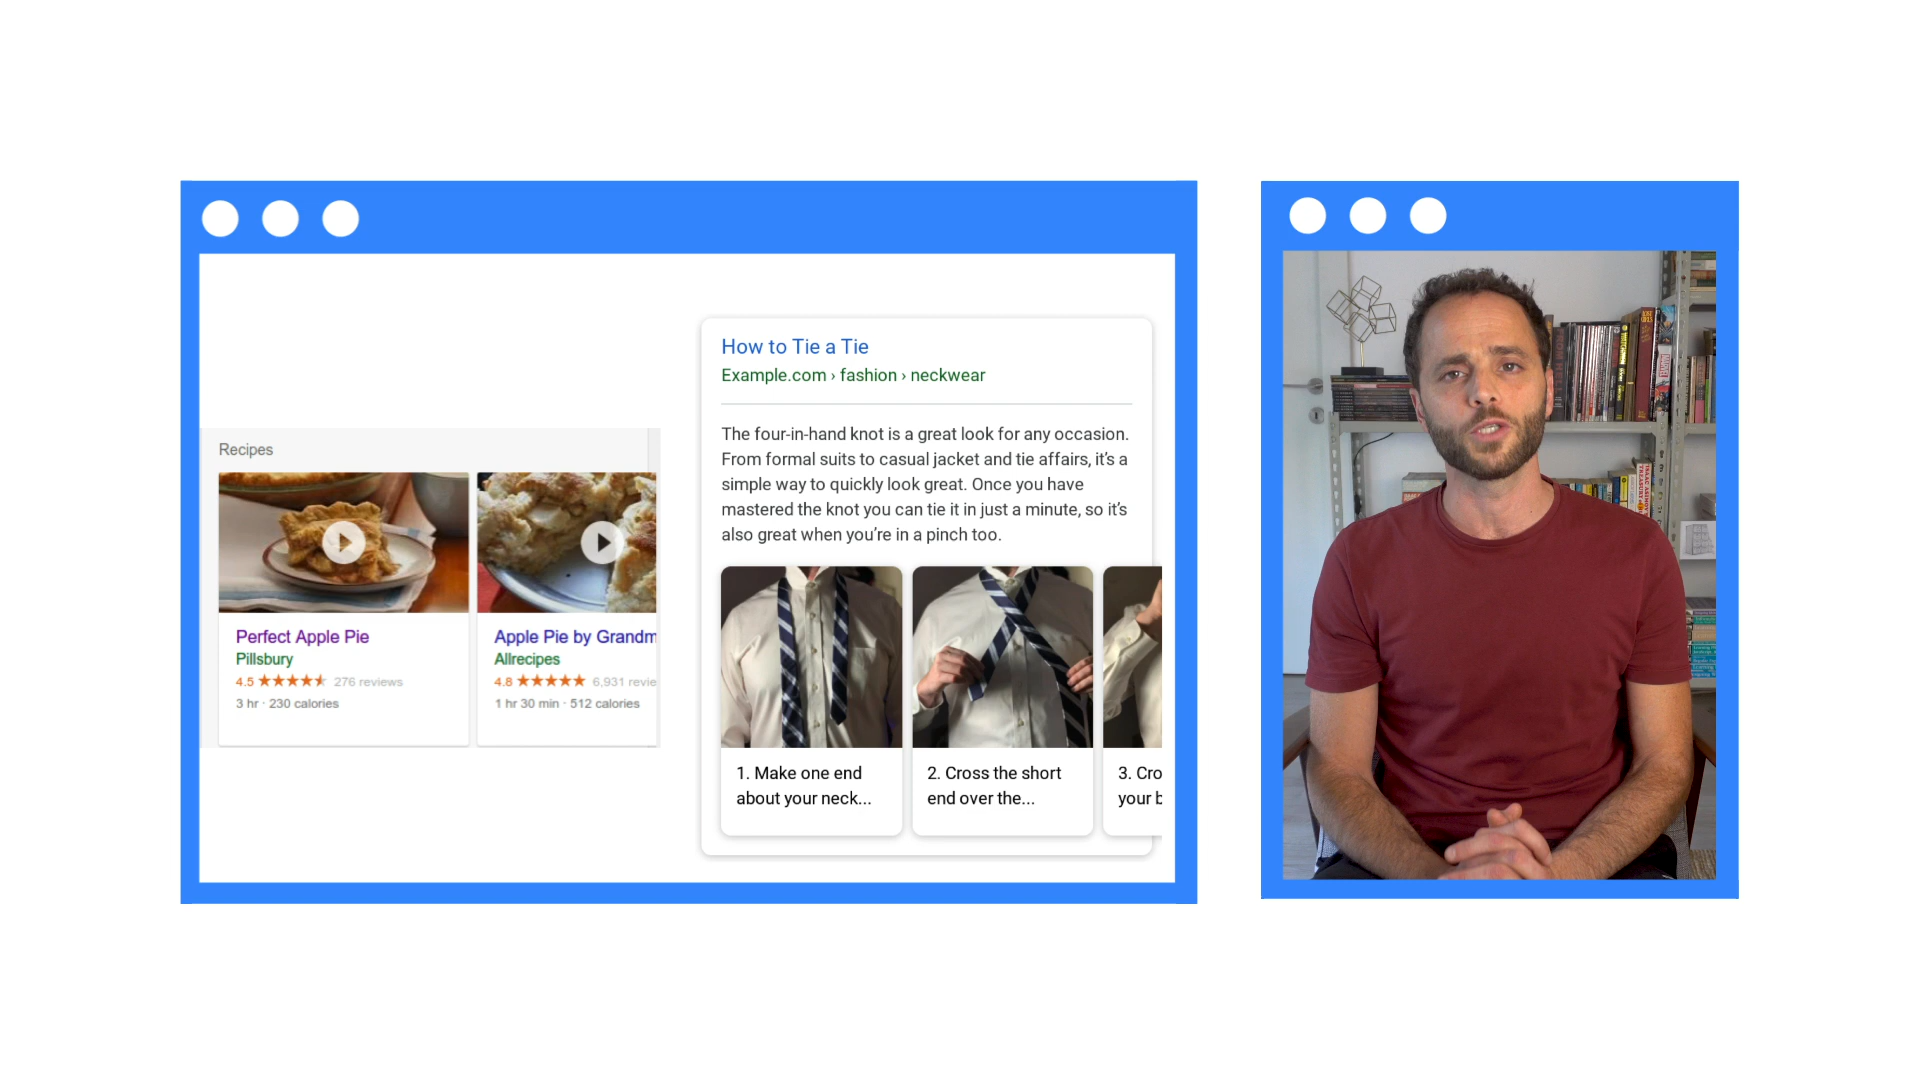 Recipes
Perfect Apple Pie
Pillsbury
4.5 276 reviews
3 hr · 230 calories
Apple Pie by Grandm
Allrecipes
4.8 6,931 revie
1 hr 30 min · 512 calories
How to Tie a Tie
Example.com › fashion › neckwear
The four-in-hand knot is a great look for any occasion.
From formal suits to casual jacket and tie affairs, it’s a
simple way to quickly look great. Once you have
mastered the knot you can tie it in just a minute, so it’s
also great when you’re in a pinch too.
1. Make one end
about your neck...
2. Cross the short
end over the...
3. Cro
your b